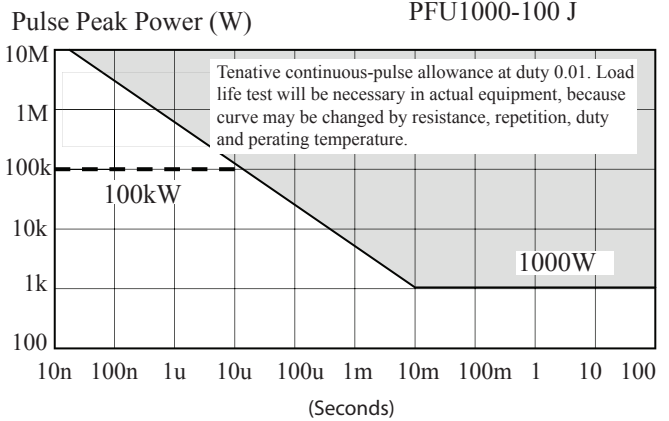 PFU1000-100 J
Pulse Peak Power (W)
10M
Tenative continuous-pulse allowance at duty 0.01. Load
life test will be necessary in actual equipment, because
curve may be changed by resistance, repetition, duty
and perating temperature.
1M
100k
100kW
10k
1000W
1k
100
10n 100n 1u 10u 100u 1m 10m 100m 1 10 100
(Seconds)